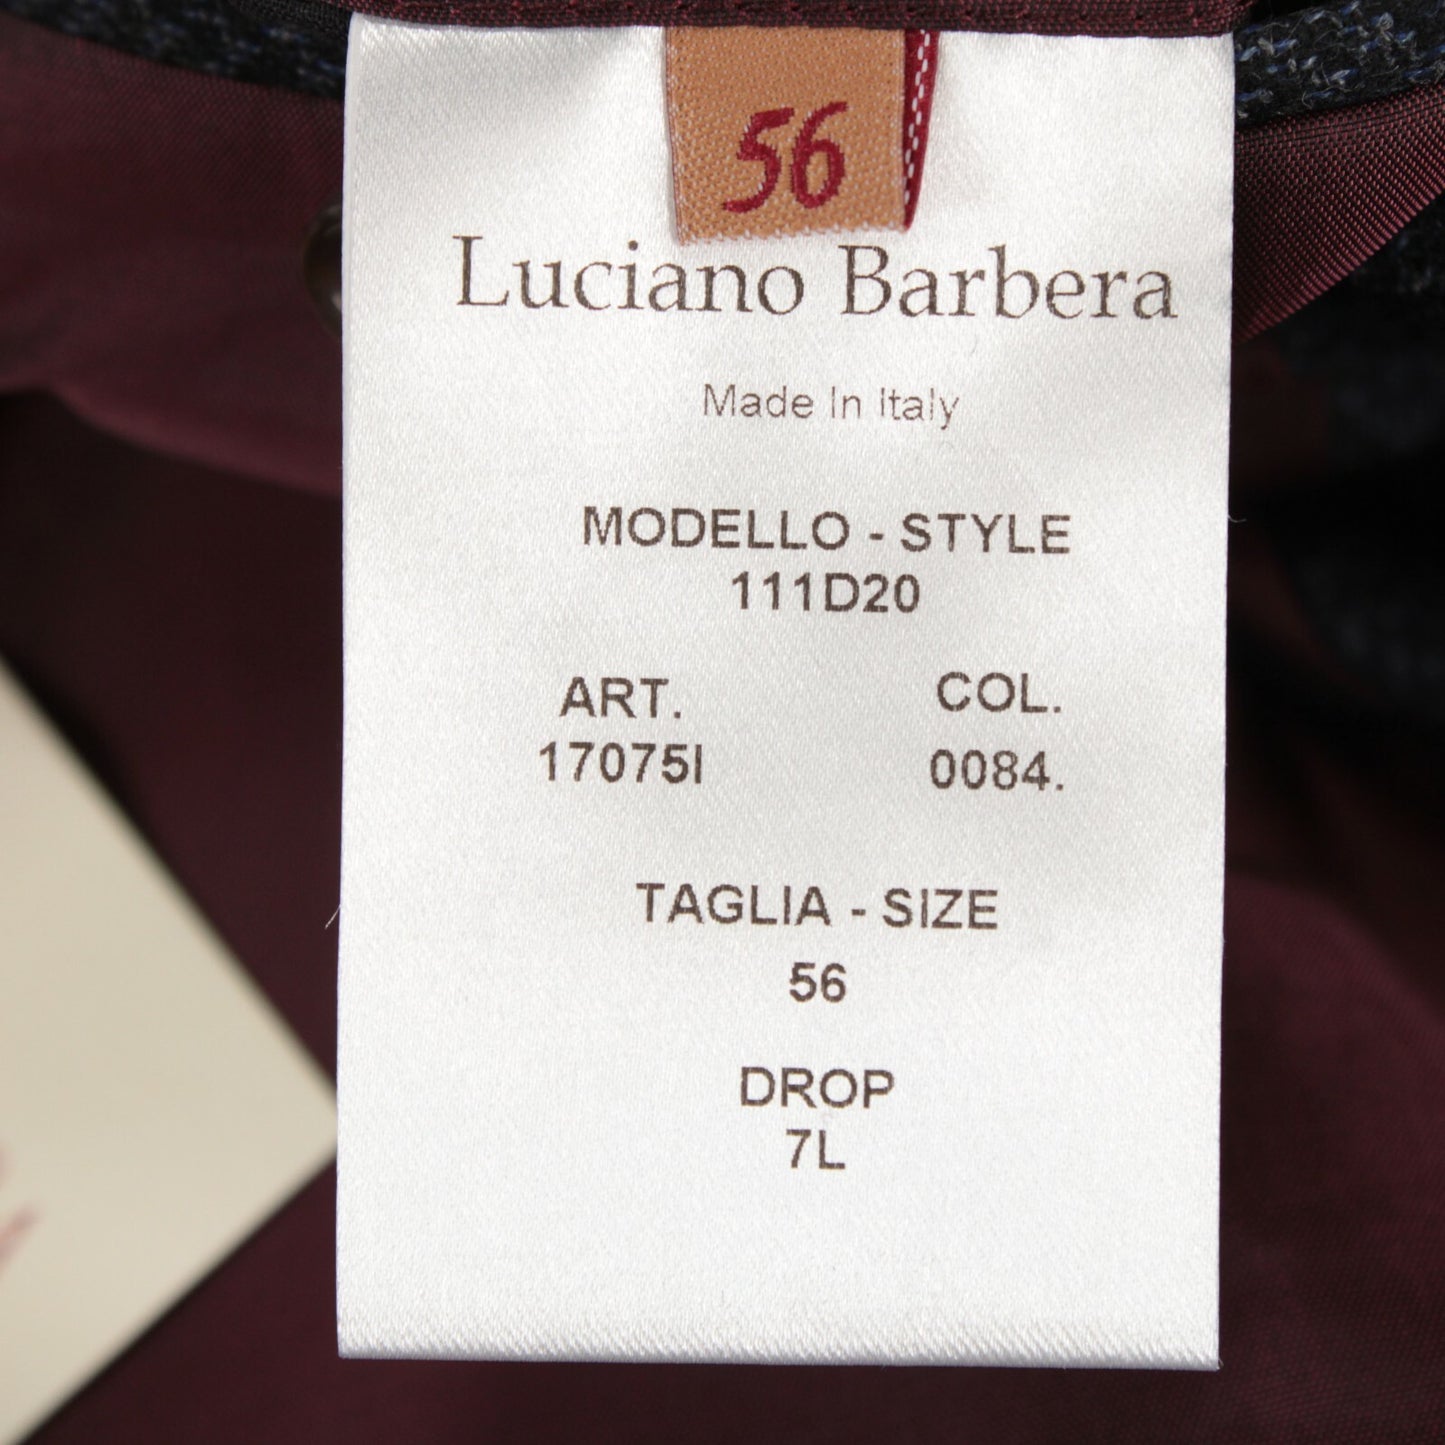 56
Luciano Barbera
Made In Italy
MODELLO - STYLE
111D20
ART. COL.
17075I 0084.
TAGLIA - SIZE
56
DROP
7L